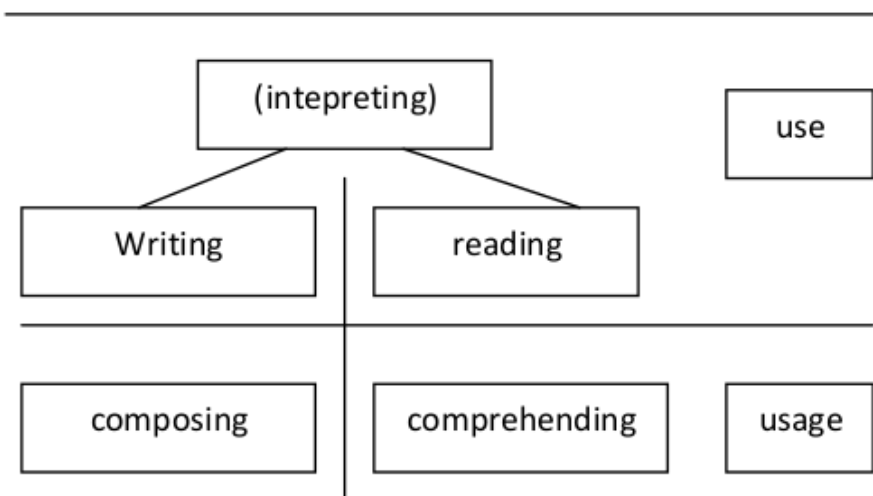 (intepreting)
use
Writing
reading
composing
comprehending
usage